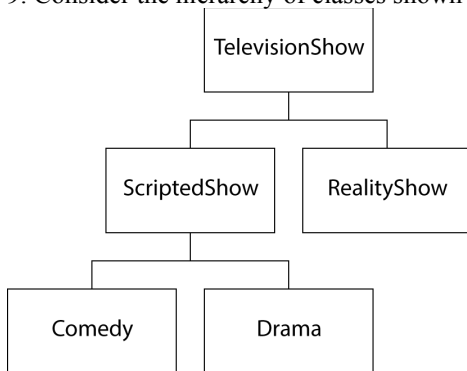 9. Consider the hierarchy of classes shown
TelevisionShow
ScriptedShow
RealityShow
Comedy
Drama